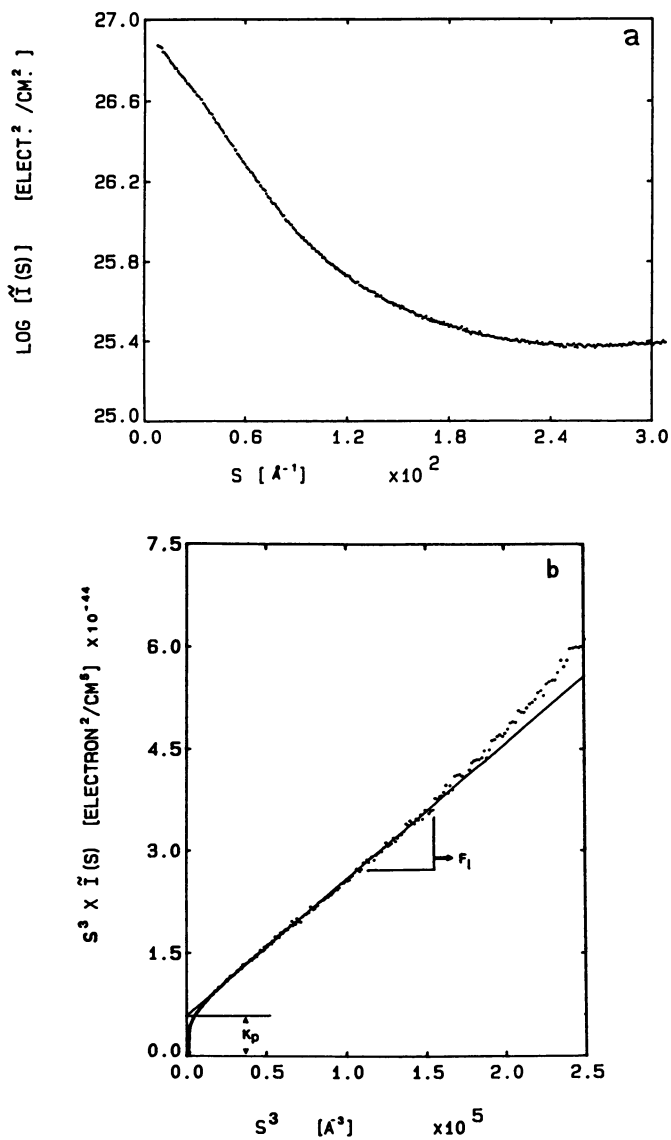 a
27.0
26.6
26.2
25.8
25.4
25.0
LOG [Ĩ(S)] [ELECT.² /CM.²]
0.0 0.6 1.2 1.8 2.4 3.0
S [Å⁻¹] x10²
b
7.5
6.0
4.5
3.0
1.5
0.0
S³ X Ĩ(S) [ELECTRON²/CM⁵] x10⁻⁴⁴
F₁
Kp
0.0 0.5 1.0 1.5 2.0 2.5
S³ [Å⁻³] x10⁵